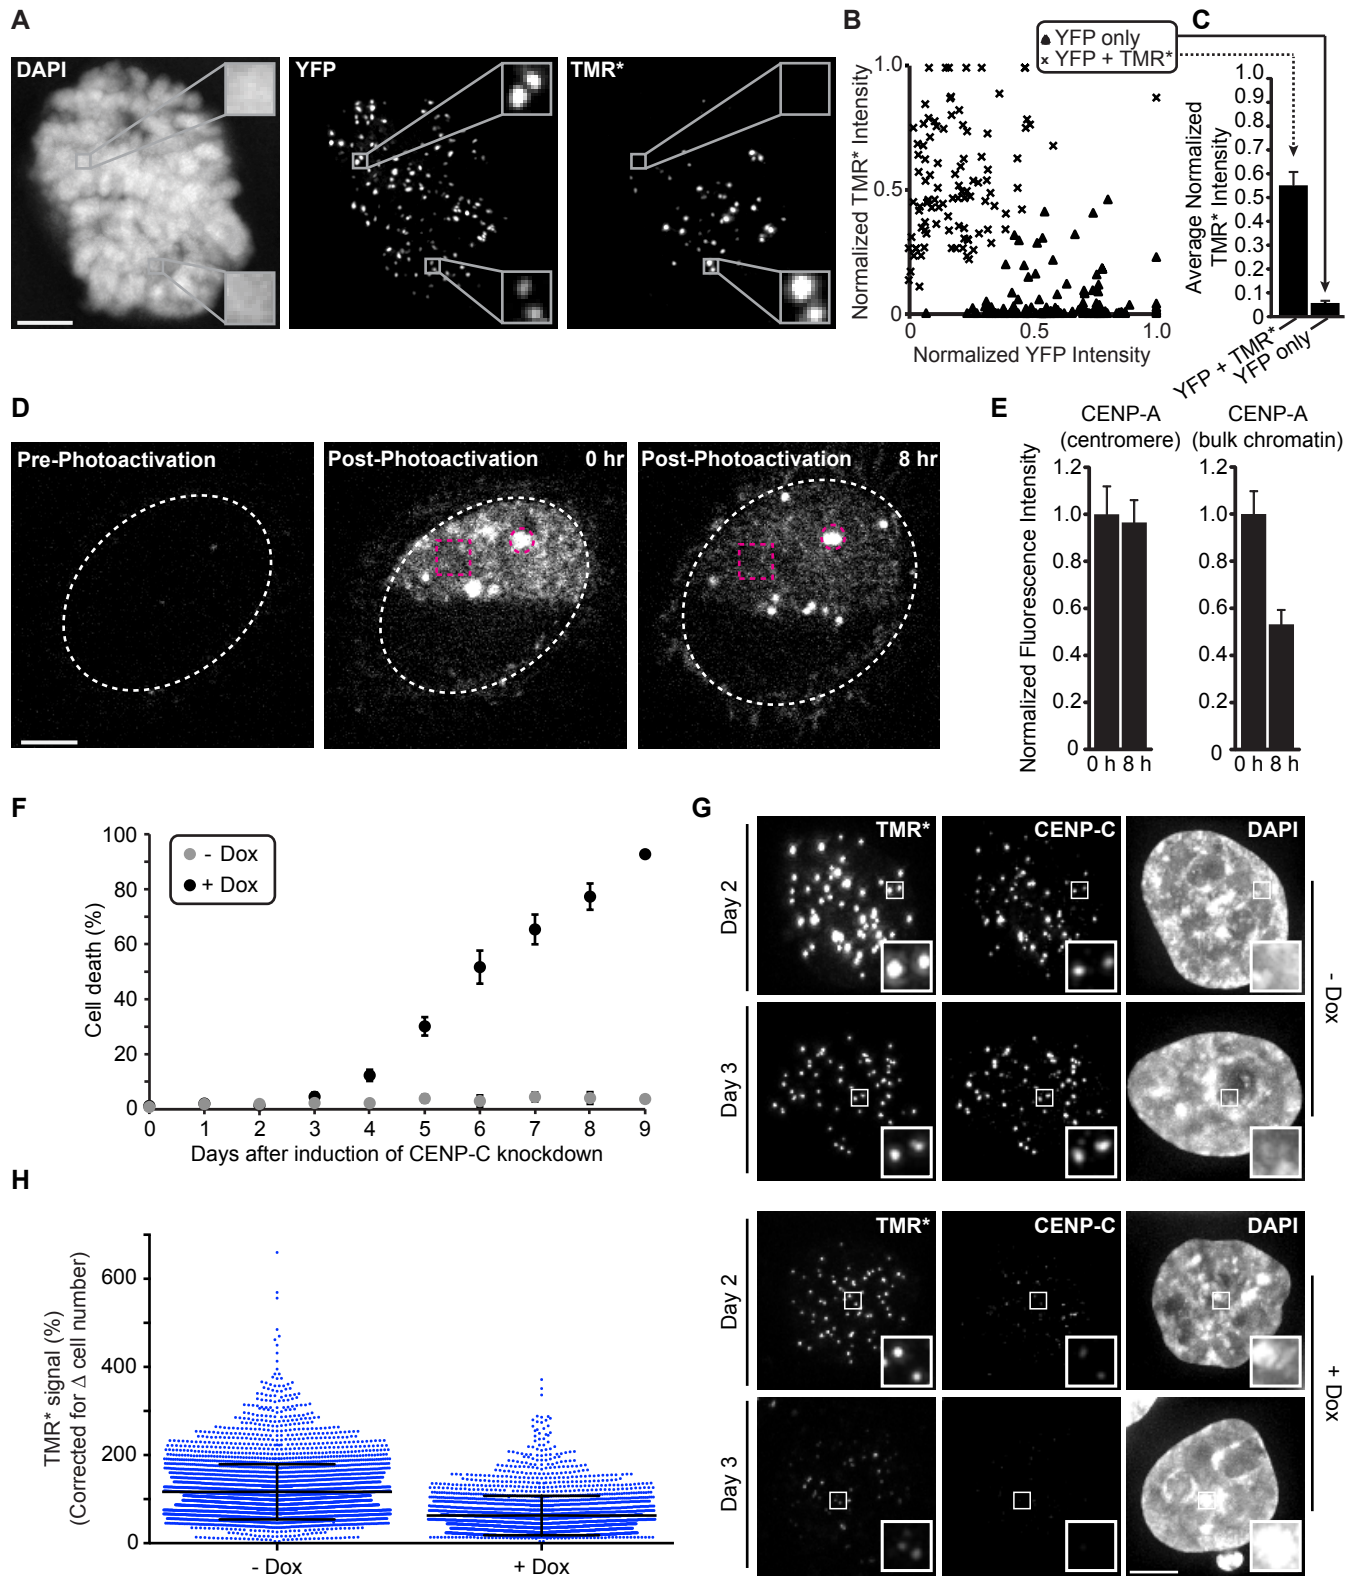 A
DAPI
YFP
TMR*
B
YFP only
YFP + TMR*
Normalized TMR* Intensity
1.0
0.5
0
0
0.5
1.0
Normalized YFP Intensity
C
Average Normalized
TMR* Intensity
1.0
0.9
0.8
0.7
0.6
0.5
0.4
0.3
0.2
0.1
0
YFP + TMR*
YFP only
D
Pre-Photoactivation
Post-Photoactivation 0 hr
Post-Photoactivation 8 hr
E
CENP-A
(centromere)
CENP-A
(bulk chromatin)
Normalized Fluorescence Intensity
1.2
1.0
0.8
0.6
0.4
0.2
0
0 h 8 h
1.2
1.0
0.8
0.6
0.4
0.2
0
0 h 8 h
F
Cell death (%)
100
80
60
40
20
0
- Dox
+ Dox
0 1 2 3 4 5 6 7 8 9
Days after induction of CENP-C knockdown
G
TMR*
CENP-C
DAPI
Day 2
Day 3
- Dox
TMR*
CENP-C
DAPI
Day 2
Day 3
+ Dox
H
TMR* signal (%)
(Corrected for Δ cell number)
600
400
200
0
- Dox
+ Dox